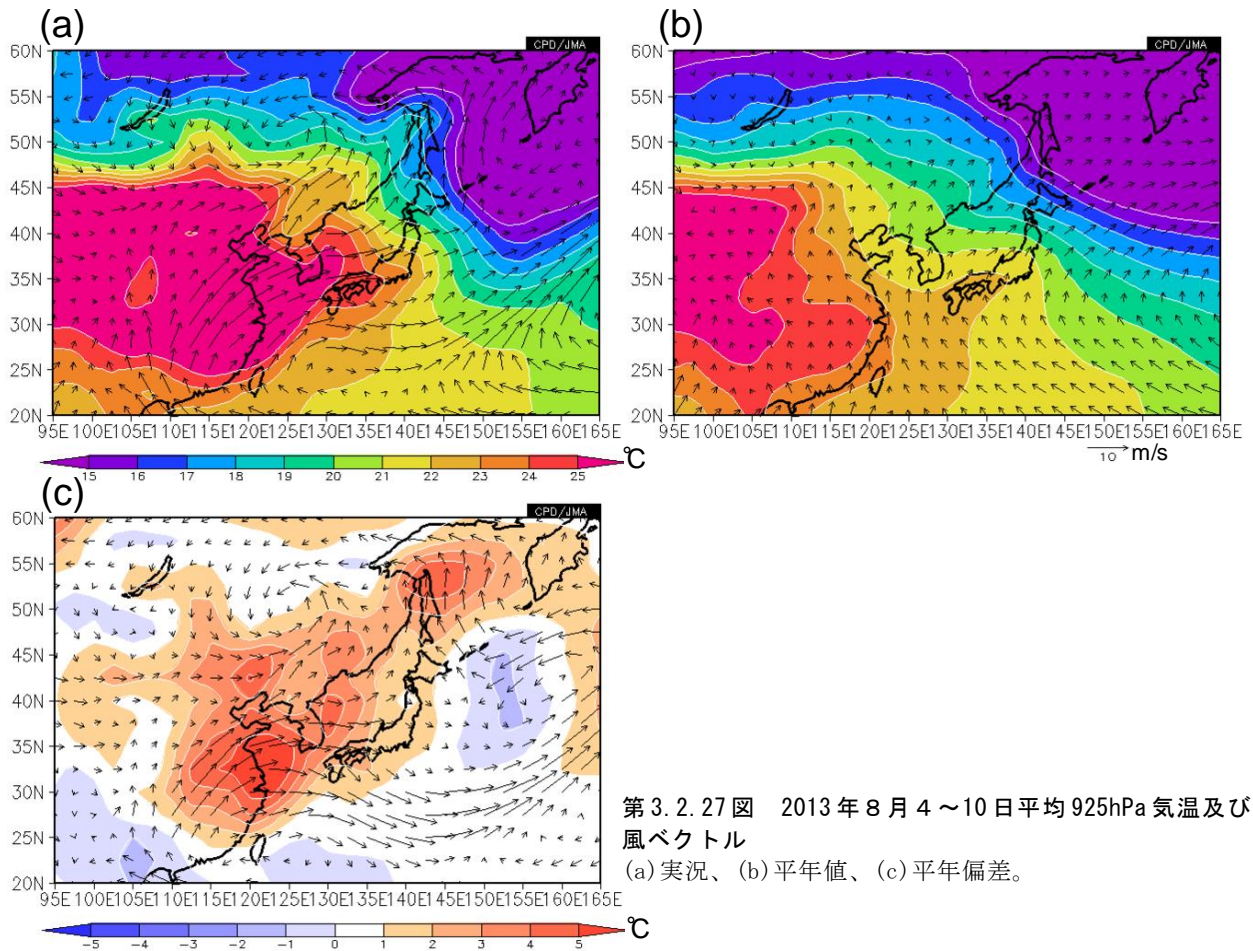 (a)
CPD/JMA
60N
55N
50N
45N
40N
35N
30N
25N
20N
95E 100E105E110E115E120E125E130E135E140E145E150E155E160E165E
15 16 17 18 19 20 21 22 23 24 25
℃
(b)
CPD/JMA
60N
55N
50N
45N
40N
35N
30N
25N
20N
95E 100E105E110E115E120E125E130E135E140E145E150E155E160E165E
10 m/s
(c)
CPD/JMA
60N
55N
50N
45N
40N
35N
30N
25N
20N
95E 100E105E110E115E120E125E130E135E140E145E150E155E160E165E
-5 -4 -3 -2 -1 0 1 2 3 4 5
℃
第3.2.27図 2013年8月4～10日平均925hPa気温及び
風ベクトル
(a)実況、(b)平年値、(c)平年偏差。